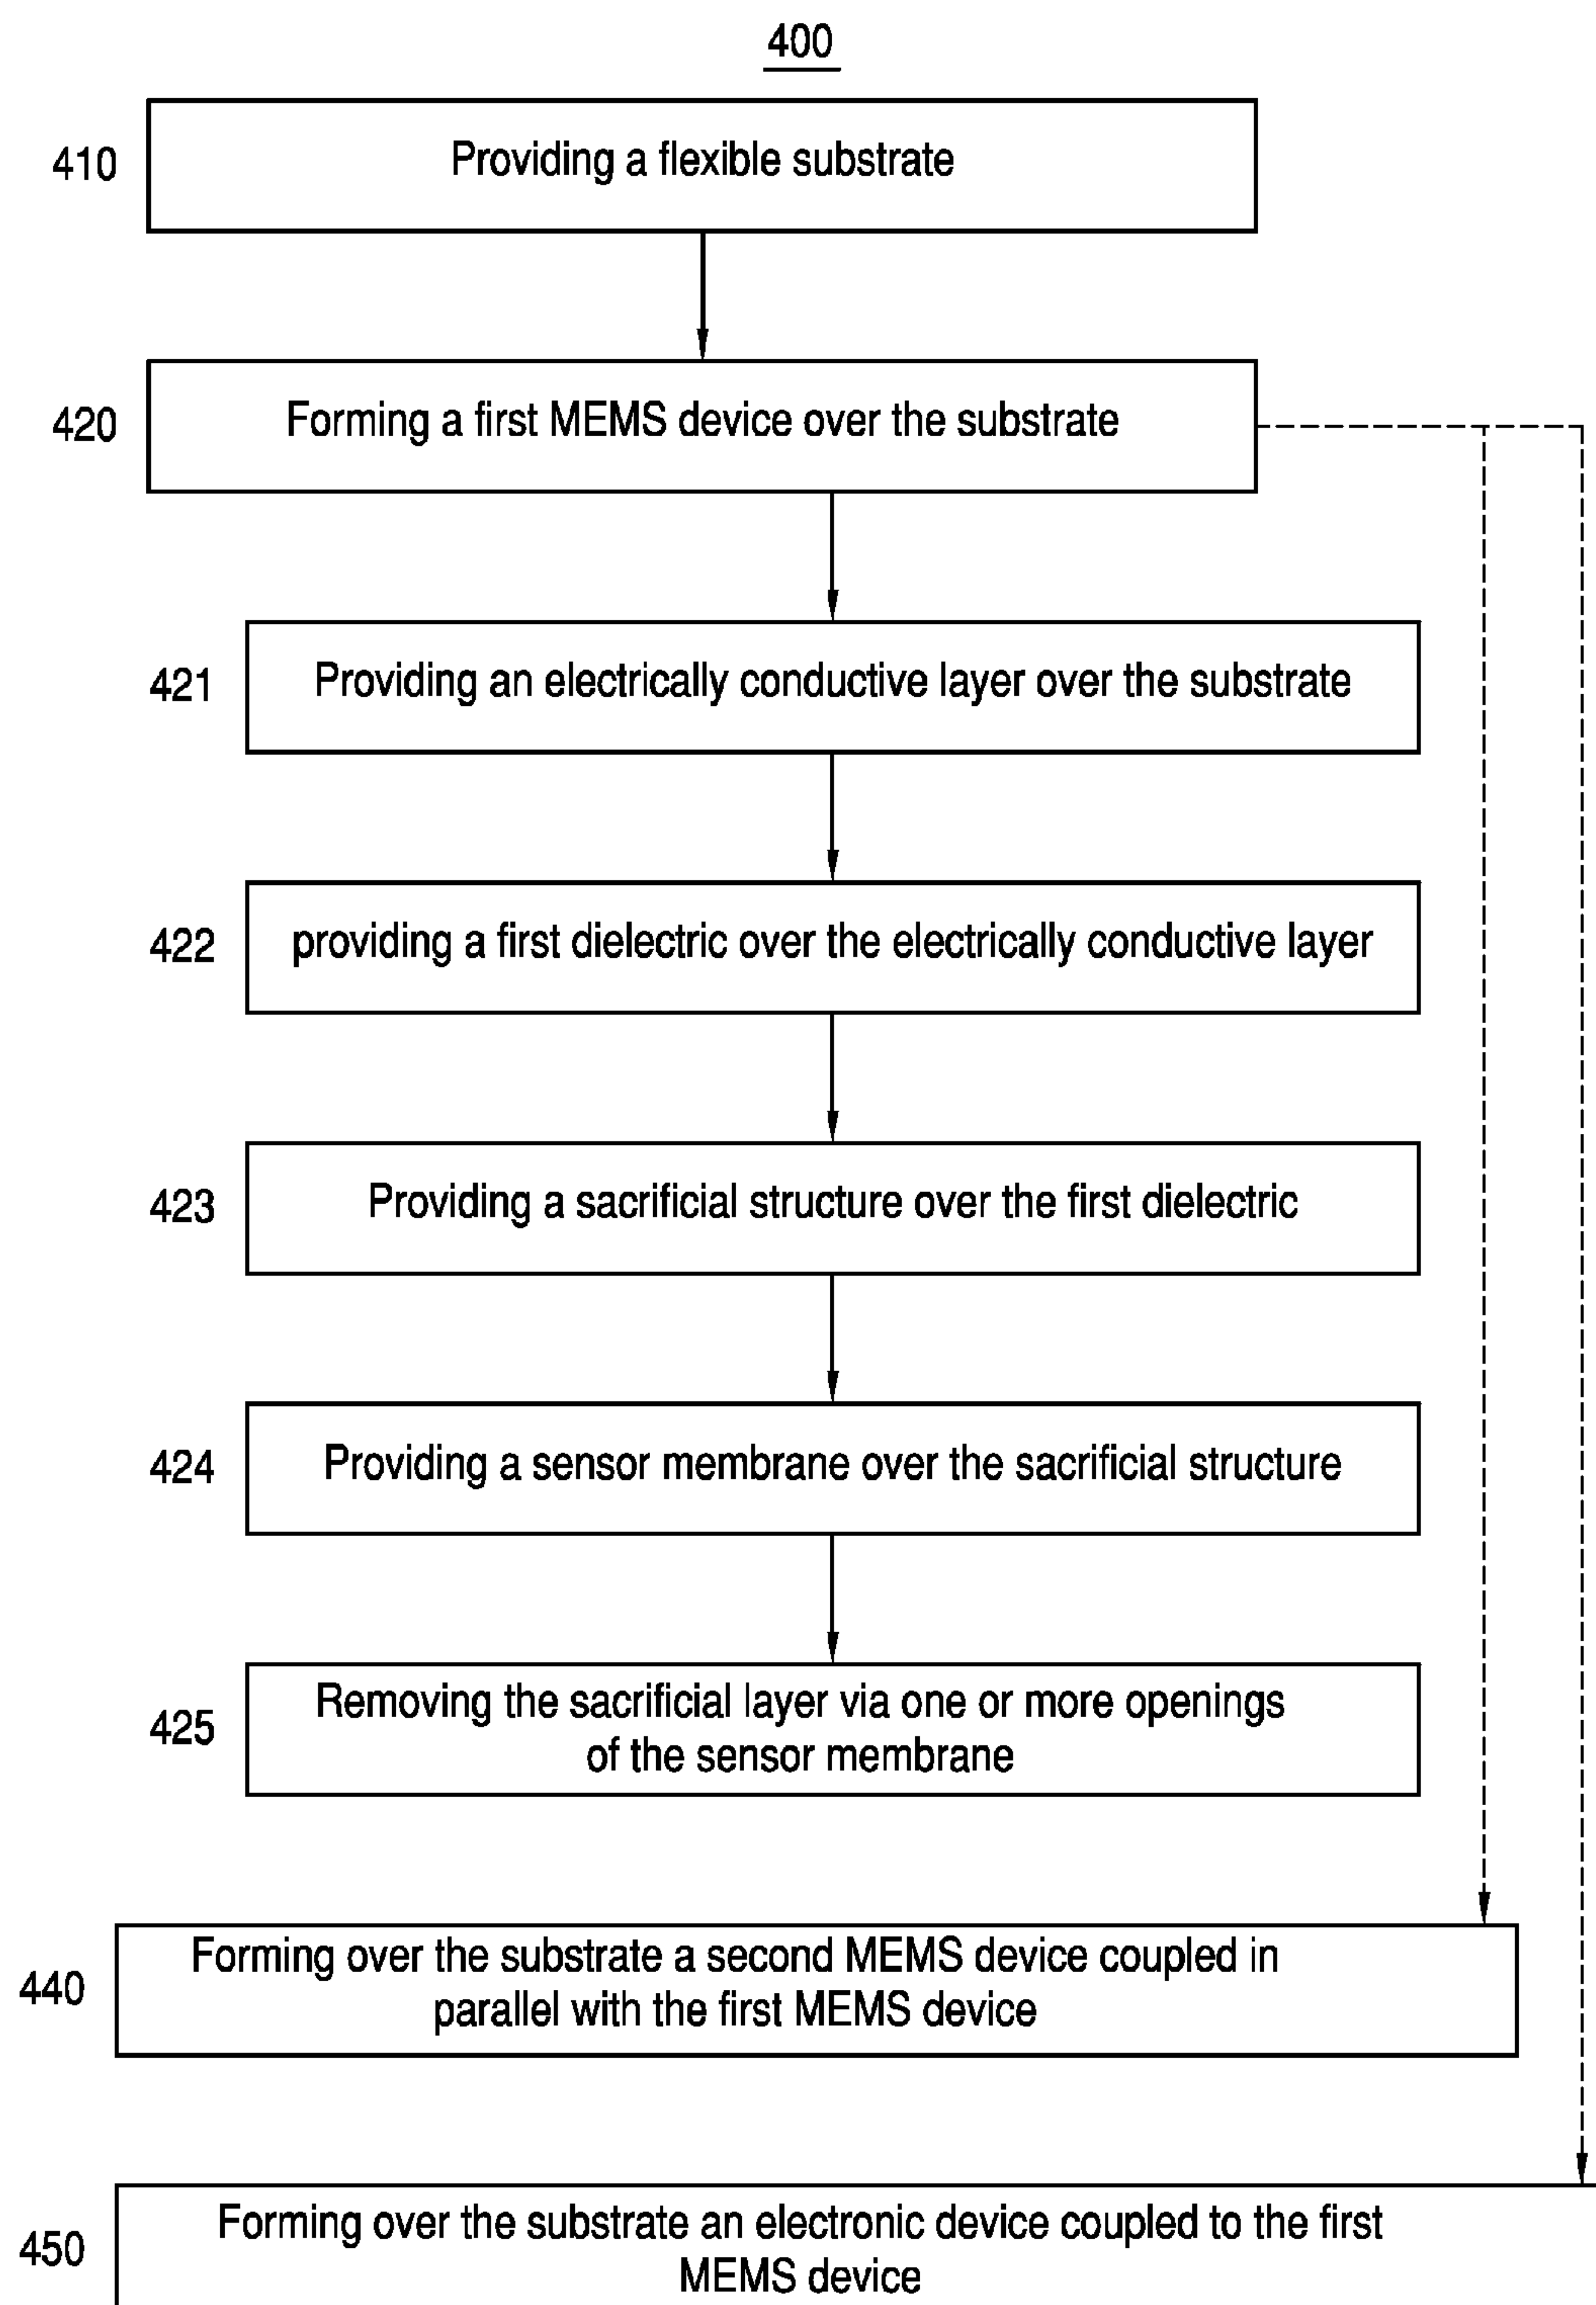 400
410
Providing a flexible substrate
420
Forming a first MEMS device over the substrate
421
Providing an electrically conductive layer over the substrate
422
providing a first dielectric over the electrically conductive layer
423
Providing a sacrificial structure over the first dielectric
424
Providing a sensor membrane over the sacrificial structure
425
Removing the sacrificial layer via one or more openings
of the sensor membrane
440
Forming over the substrate a second MEMS device coupled in
parallel with the first MEMS device
450
Forming over the substrate an electronic device coupled to the first
MEMS device